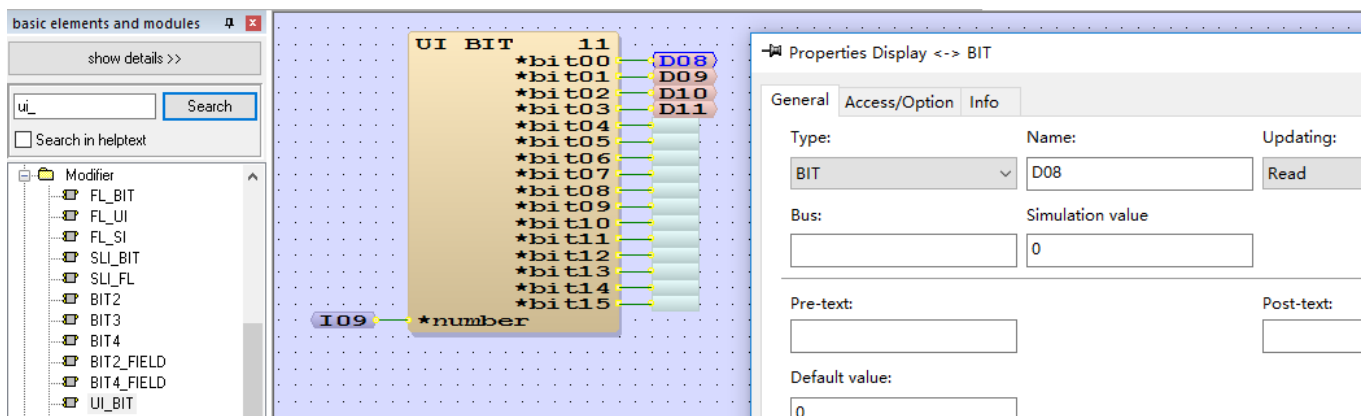 basic elements and modules
show details >>
ui_
Search
Search in helptext
Modifier
FL_BIT
FL_UI
FL_SI
SLI_BIT
SLI_FL
BIT2
BIT3
BIT4
BIT2_FIELD
BIT4_FIELD
UI_BIT
UI BIT 11
*bit00 D08
*bit01 D09
*bit02 D10
*bit03 D11
*bit04
*bit05
*bit06
*bit07
*bit08
*bit09
*bit10
*bit11
*bit12
*bit13
*bit14
*bit15
I09 *number
Properties Display <-> BIT
General Access/Option Info
Type: Name: Updating:
BIT D08 Read
Bus: Simulation value
0
Pre-text: Post-text:
Default value:
0